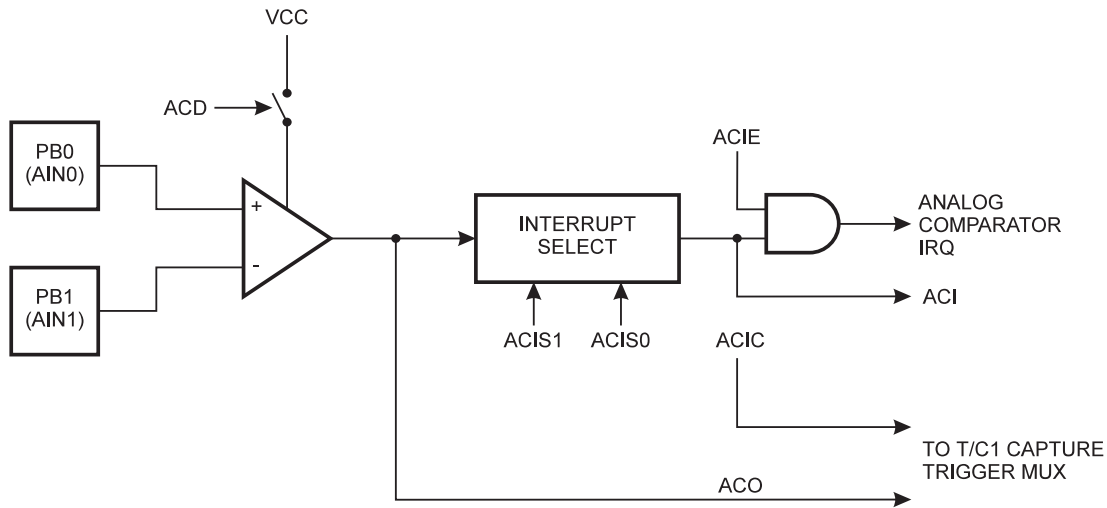 VCC
ACD
PB0
(AIN0)
+
-
PB1
(AIN1)
INTERRUPT
SELECT
ACIS1 ACIS0
ACIE
ANALOG
COMPARATOR
IRQ
ACI
ACIC
TO T/C1 CAPTURE
TRIGGER MUX
ACO